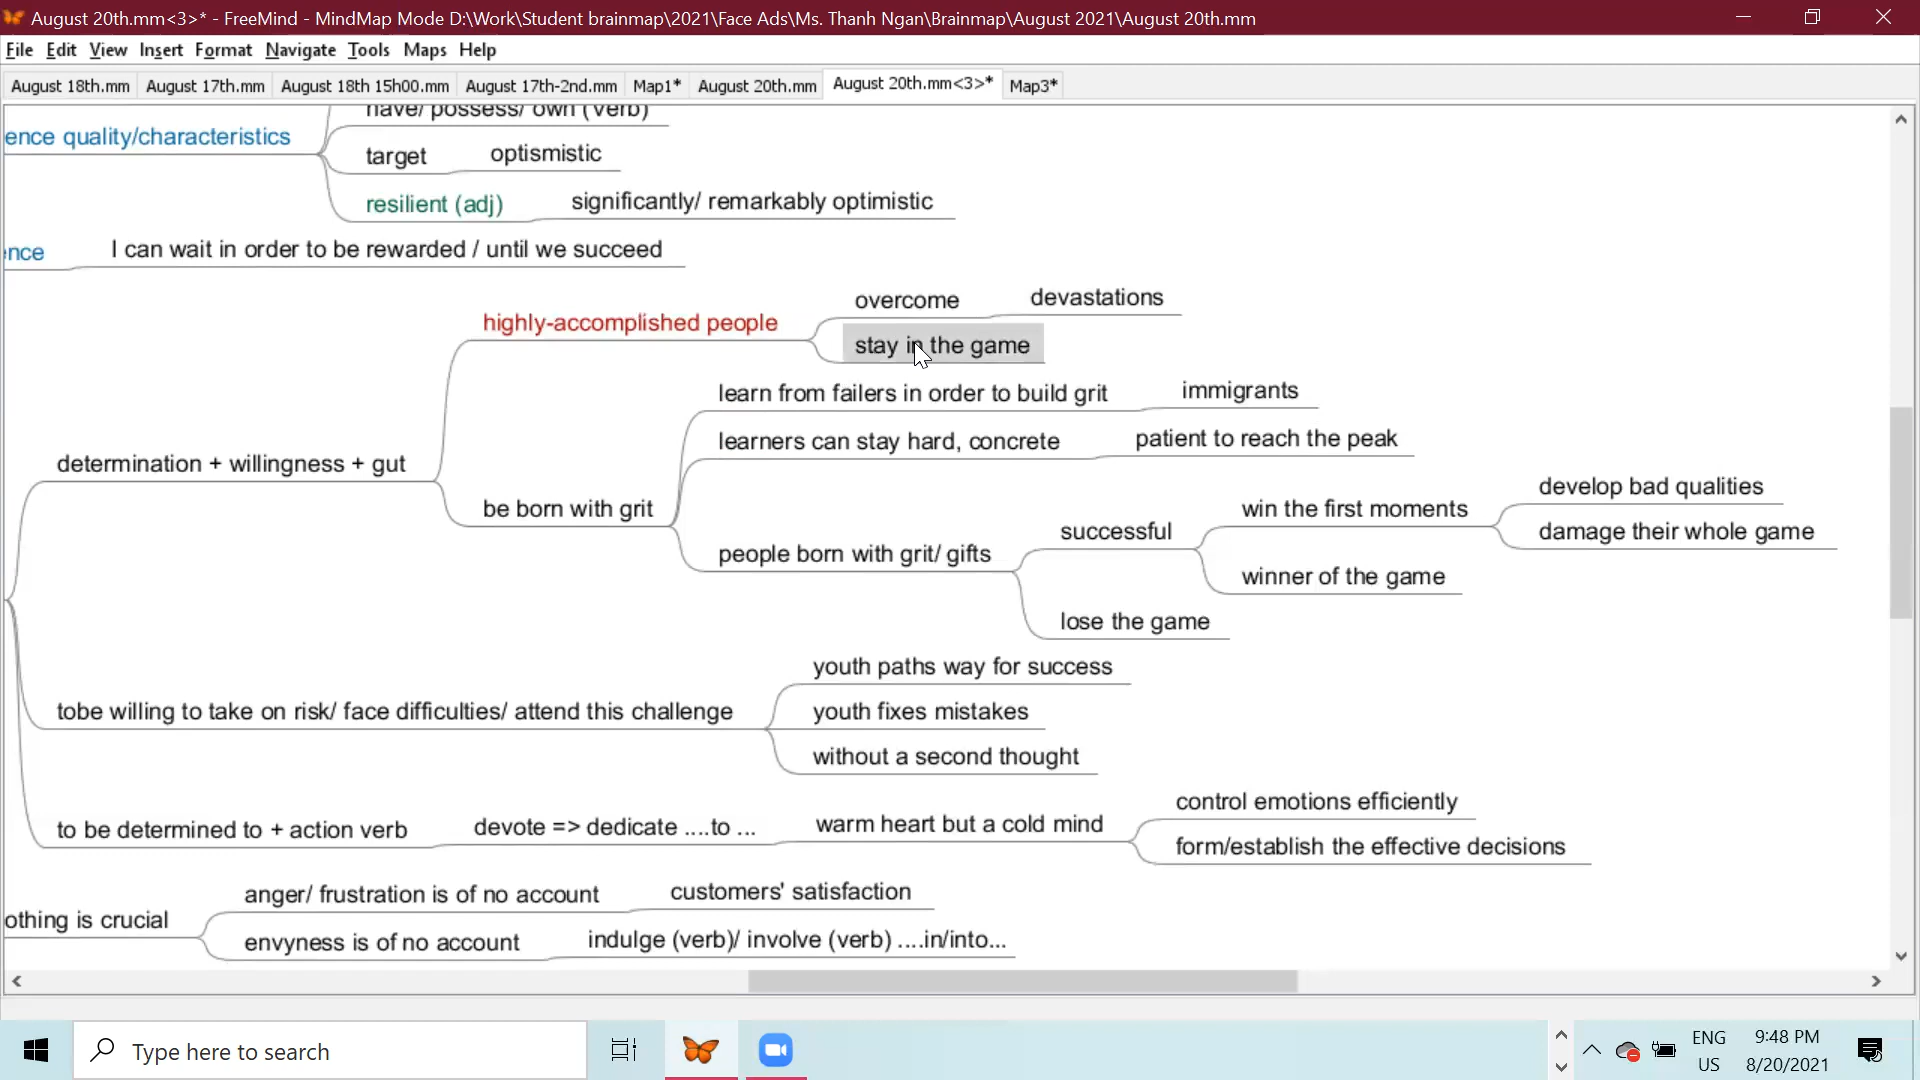 August 20th.mm<3>* - FreeMind - MindMap Mode D:\Work\Student brainmap\2021\Face Ads\Ms. Thanh Ngan\Brainmap\August 2021\August 20th.mm
File Edit View Insert Format Navigate Tools Maps Help
August 18th.mm August 17th.mm August 18th 15h00.mm August 17th-2nd.mm Map1* August 20th.mm August 20th.mm<3>* Map3*
have/ possess/ own (verb)
ence quality/characteristics
target optismistic
resilient (adj) significantly/ remarkably optimistic
ence I can wait in order to be rewarded / until we succeed
overcome devastations
highly-accomplished people
stay in the game
learn from failers in order to build grit immigrants
learners can stay hard, concrete patient to reach the peak
determination + willingness + gut
develop bad qualities
be born with grit win the first moments
successful damage their whole game
people born with grit/ gifts
winner of the game
lose the game
youth paths way for success
tobe willing to take on risk/ face difficulties/ attend this challenge youth fixes mistakes
without a second thought
control emotions efficiently
to be determined to + action verb devote => dedicate ....to ... warm heart but a cold mind
form/establish the effective decisions
anger/ frustration is of no account customers' satisfaction
othing is crucial
envyness is of no account indulge (verb)/ involve (verb) ....in/into...
Type here to search
ENG 9:48 PM
US 8/20/2021